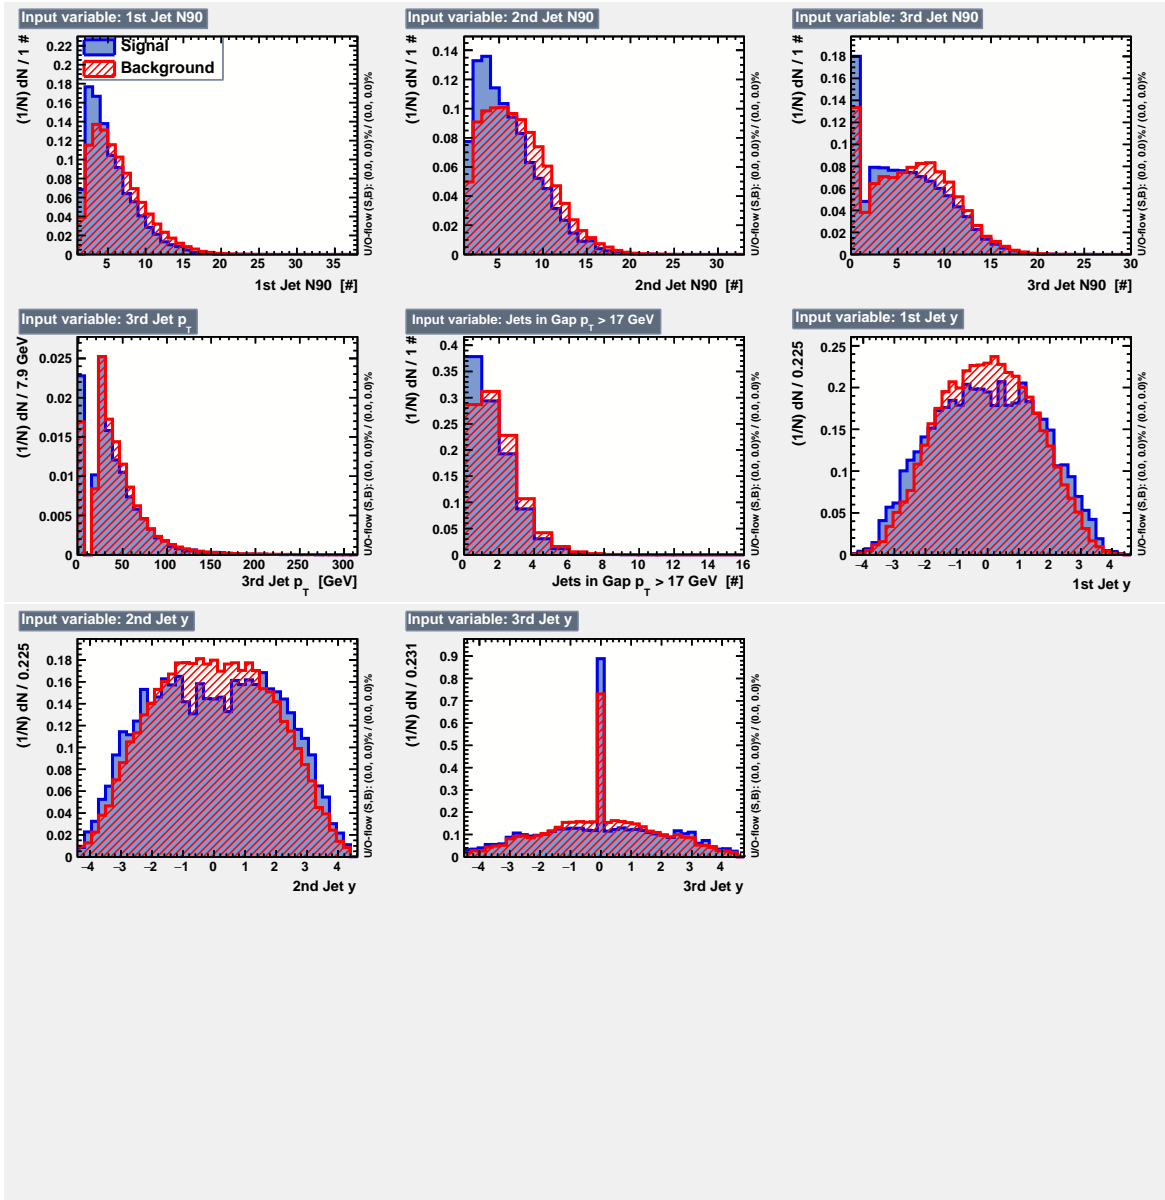 Input variable: 1st Jet N90
(1/N) dN / 1 #
0.22
0.2
0.18
0.16
0.14
0.12
0.1
0.08
0.06
0.04
0.02
0
Signal
Background
5 10 15 20 25 30 35
1st Jet N90 [#]
U/O-flow (S,B): (0.0, 0.0)% / (0.0, 0.0)%
Input variable: 2nd Jet N90
(1/N) dN / 1 #
0.14
0.12
0.1
0.08
0.06
0.04
0.02
0
5 10 15 20 25 30
2nd Jet N90 [#]
U/O-flow (S,B): (0.0, 0.0)% / (0.0, 0.0)%
Input variable: 3rd Jet N90
(1/N) dN / 1 #
0.18
0.16
0.14
0.12
0.1
0.08
0.06
0.04
0.02
0
0 5 10 15 20 25 30
3rd Jet N90 [#]
U/O-flow (S,B): (0.0, 0.0)% / (0.0, 0.0)%
Input variable: 3rd Jet p_T
(1/N) dN / 7.9 GeV
0.025
0.02
0.015
0.01
0.005
0
0 50 100 150 200 250 300
3rd Jet p_T [GeV]
U/O-flow (S,B): (0.0, 0.0)% / (0.0, 0.0)%
Input variable: Jets in Gap p_T > 17 GeV
(1/N) dN / 1 #
0.4
0.35
0.3
0.25
0.2
0.15
0.1
0.05
0
0 2 4 6 8 10 12 14 16
Jets in Gap p_T > 17 GeV [#]
U/O-flow (S,B): (0.0, 0.0)% / (0.0, 0.0)%
Input variable: 1st Jet y
(1/N) dN / 0.225
0.25
0.2
0.15
0.1
0.05
0
−4 −3 −2 −1 0 1 2 3 4
1st Jet y
U/O-flow (S,B): (0.0, 0.0)% / (0.0, 0.0)%
Input variable: 2nd Jet y
(1/N) dN / 0.225
0.18
0.16
0.14
0.12
0.1
0.08
0.06
0.04
0.02
0
−4 −3 −2 −1 0 1 2 3 4
2nd Jet y
U/O-flow (S,B): (0.0, 0.0)% / (0.0, 0.0)%
Input variable: 3rd Jet y
(1/N) dN / 0.231
0.9
0.8
0.7
0.6
0.5
0.4
0.3
0.2
0.1
0
−4 −3 −2 −1 0 1 2 3 4
3rd Jet y
U/O-flow (S,B): (0.0, 0.0)% / (0.0, 0.0)%